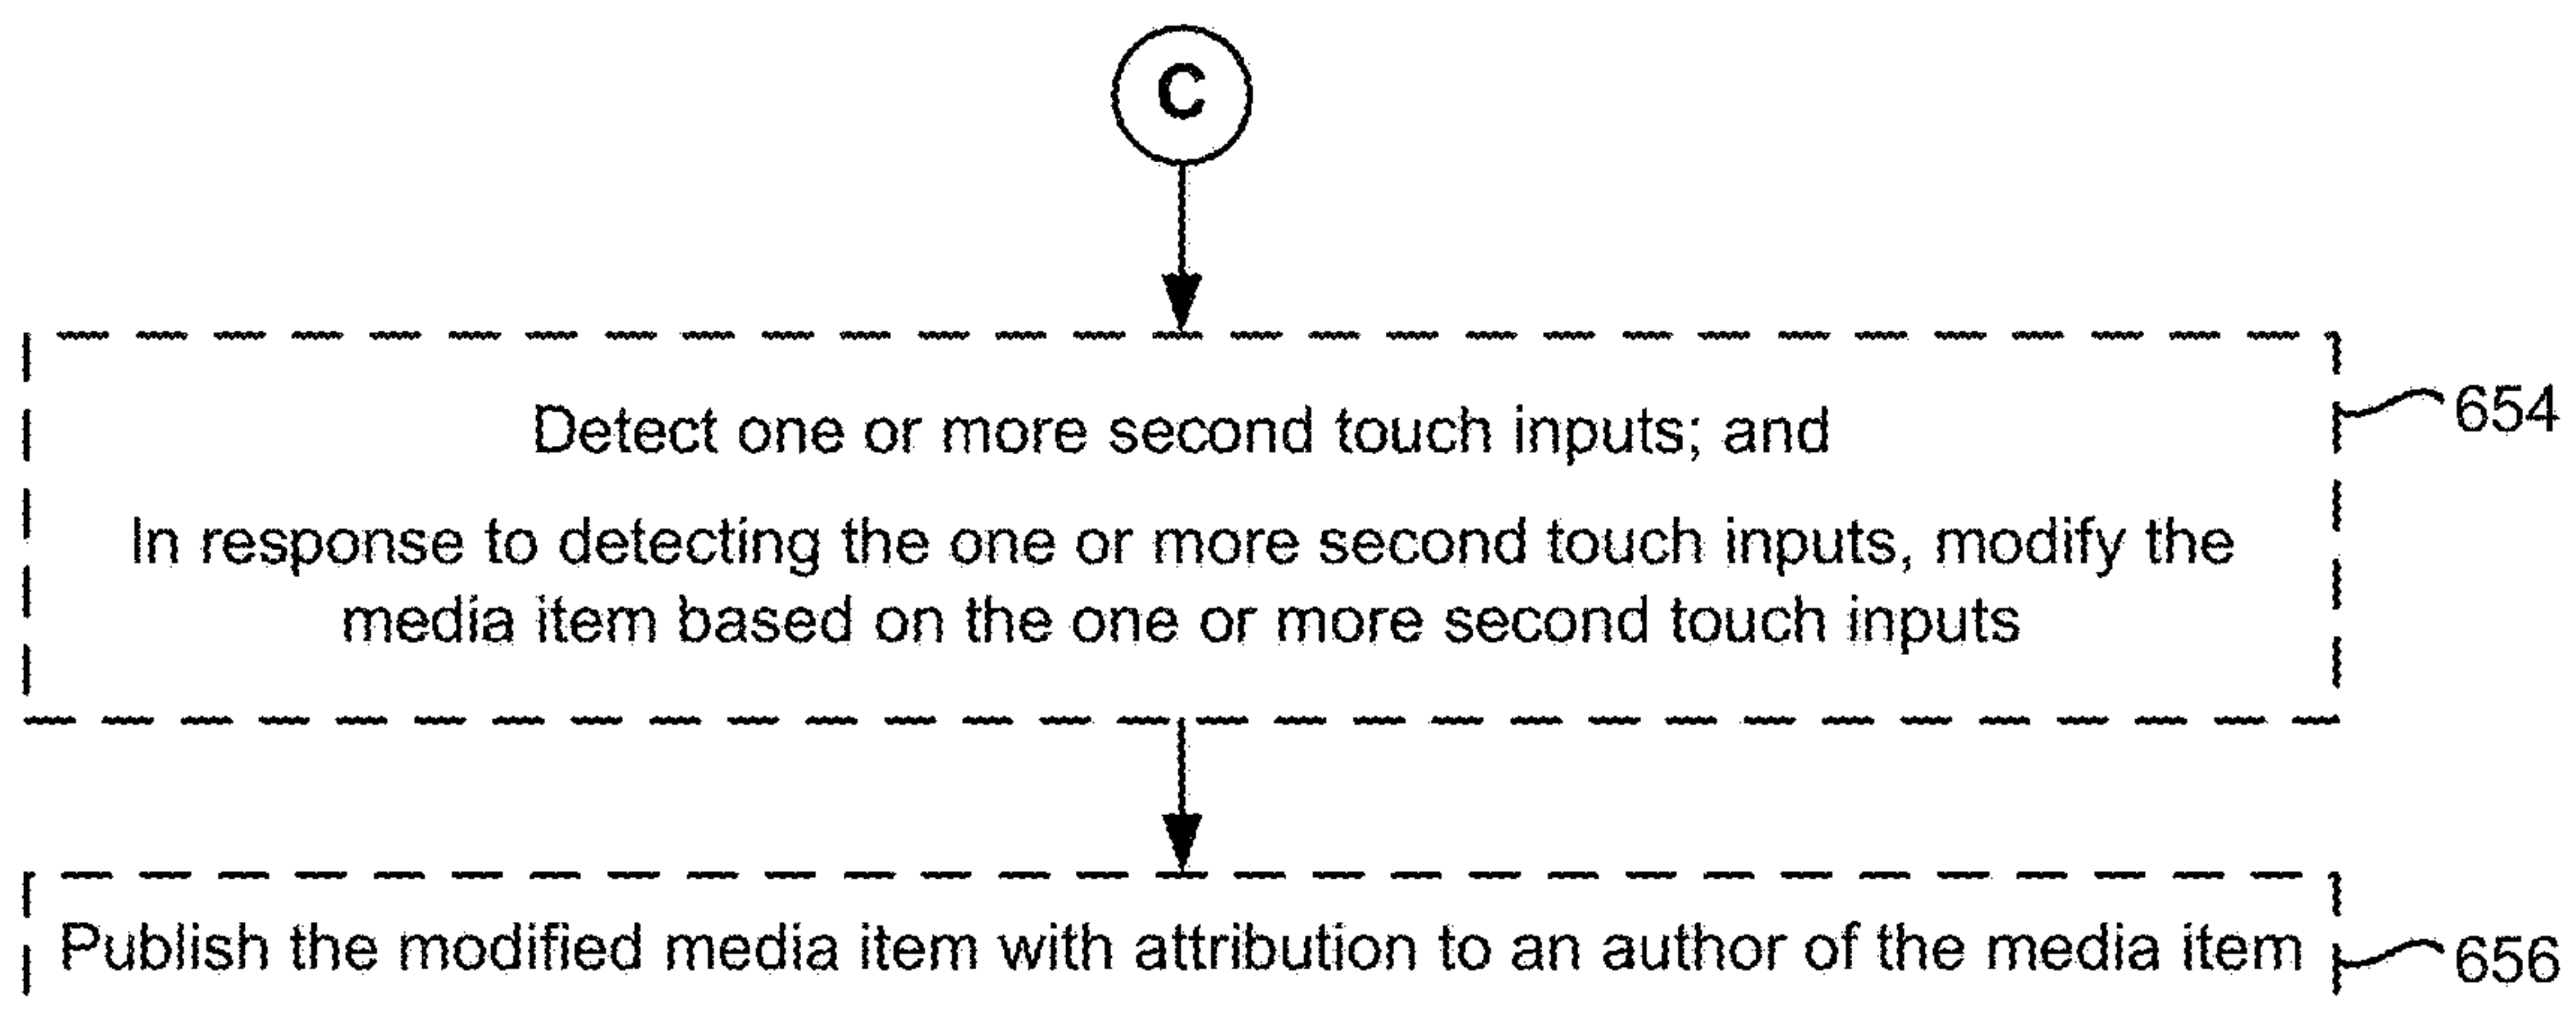 C
Detect one or more second touch inputs; and
654
In response to detecting the one or more second touch inputs, modify the
media item based on the one or more second touch inputs
Publish the modified media item with attribution to an author of the media item
656